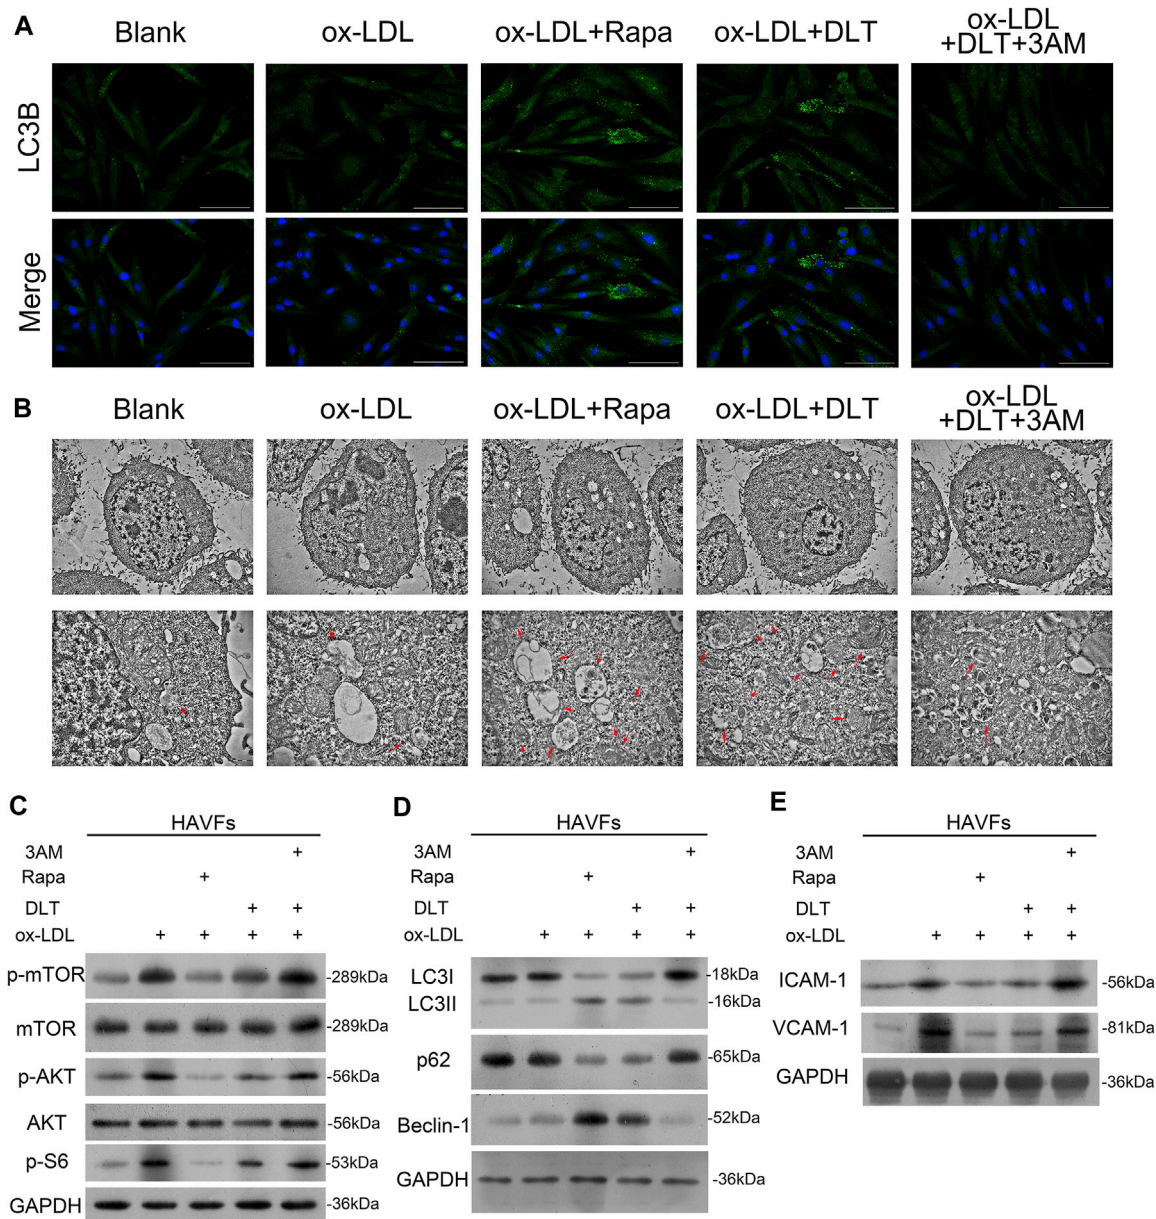 A
Blank ox-LDL ox-LDL+Rapa ox-LDL+DLT ox-LDL
+DLT+3AM
LC3B
Merge
B
Blank ox-LDL ox-LDL+Rapa ox-LDL+DLT ox-LDL
+DLT+3AM
C
HAVFs
3AM +
Rapa +
DLT + +
ox-LDL + + + +
p-mTOR -289kDa
mTOR -289kDa
p-AKT -56kDa
AKT -56kDa
p-S6 -53kDa
GAPDH -36kDa
D
HAVFs
3AM +
Rapa +
DLT + +
ox-LDL + + + +
LC3I -18kDa
LC3II -16kDa
p62 -65kDa
Beclin-1 -52kDa
GAPDH -36kDa
E
HAVFs
3AM +
Rapa +
DLT + +
ox-LDL + + + +
ICAM-1 -56kDa
VCAM-1 -81kDa
GAPDH -36kDa